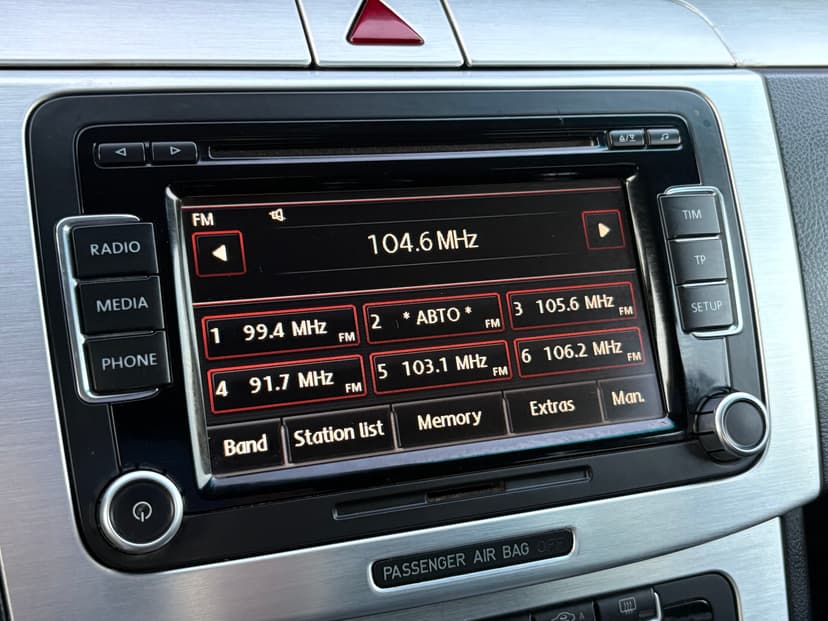 RADIO
MEDIA
PHONE
FM
104.6 MHz
1 99.4 MHz FM
2 * ABTO * FM
3 105.6 MHz FM
4 91.7 MHz FM
5 103.1 MHz FM
6 106.2 MHz FM
Band
Station list
Memory
Extras
Man.
TIM
TP
SETUP
PASSENGER AIR BAG OFF